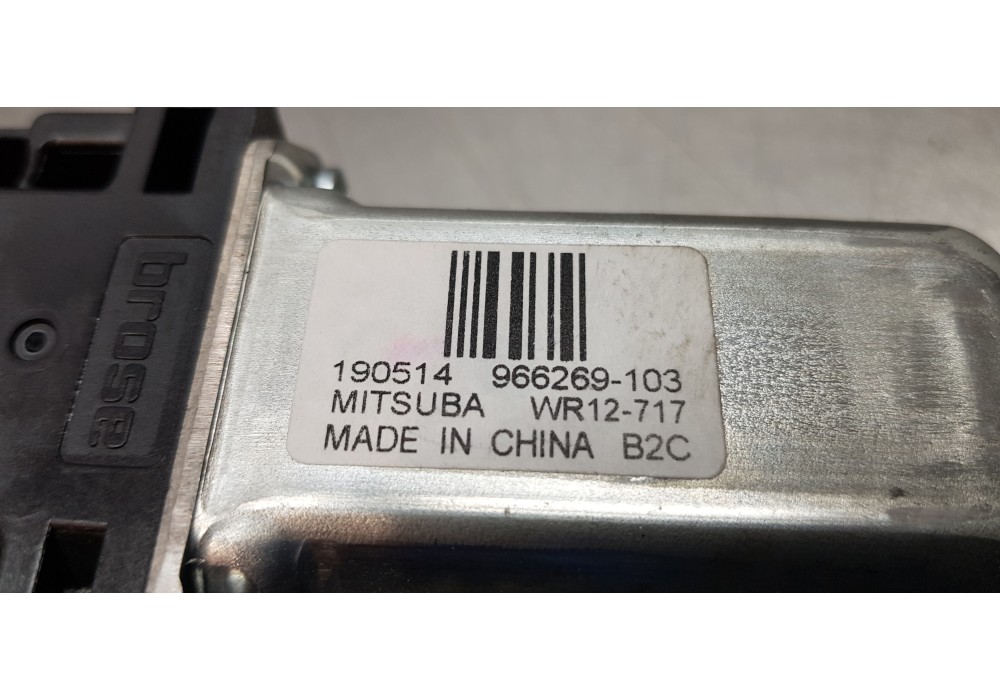 brose
190514 966269-103
MITSUBA WR12-717
MADE IN CHINA B2C